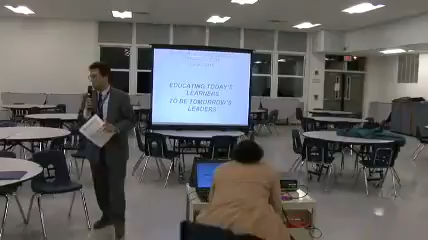 EDUCATING TODAY'S
LEARNERS
TO BE TOMORROW'S
LEADERS